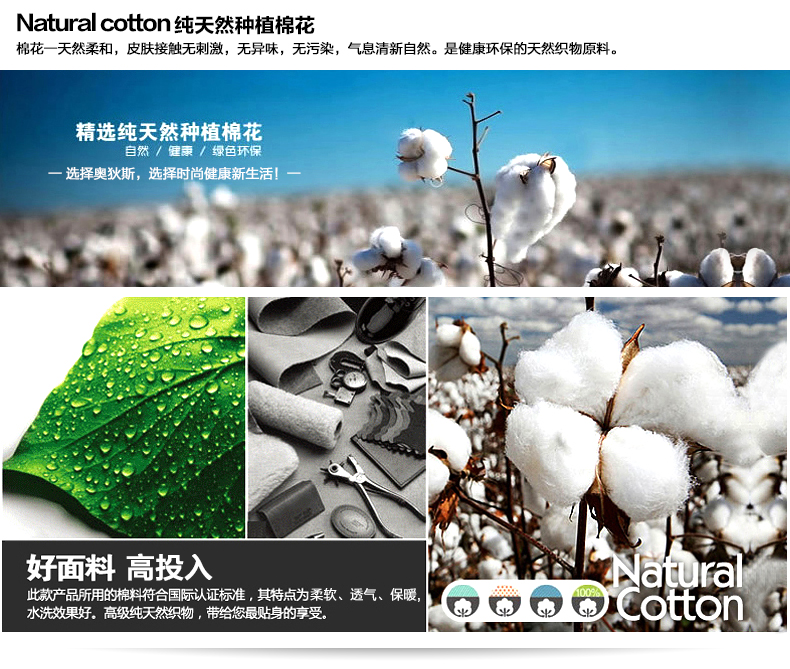 Natural cotton 纯天然种植棉花
棉花—天然柔和，皮肤接触无刺激，无异味，无污染，气息清新自然。是健康环保的天然织物原料。
精选纯天然种植棉花
自然 / 健康 / 绿色环保
— 选择奥狄斯，选择时尚健康新生活！—
好面料 高投入
此款产品所用的棉料符合国际认证标准，其特点为柔软、透气、保暖，
水洗效果好。高级纯天然织物，带给您最贴身的享受。
100%
Natural
Cotton